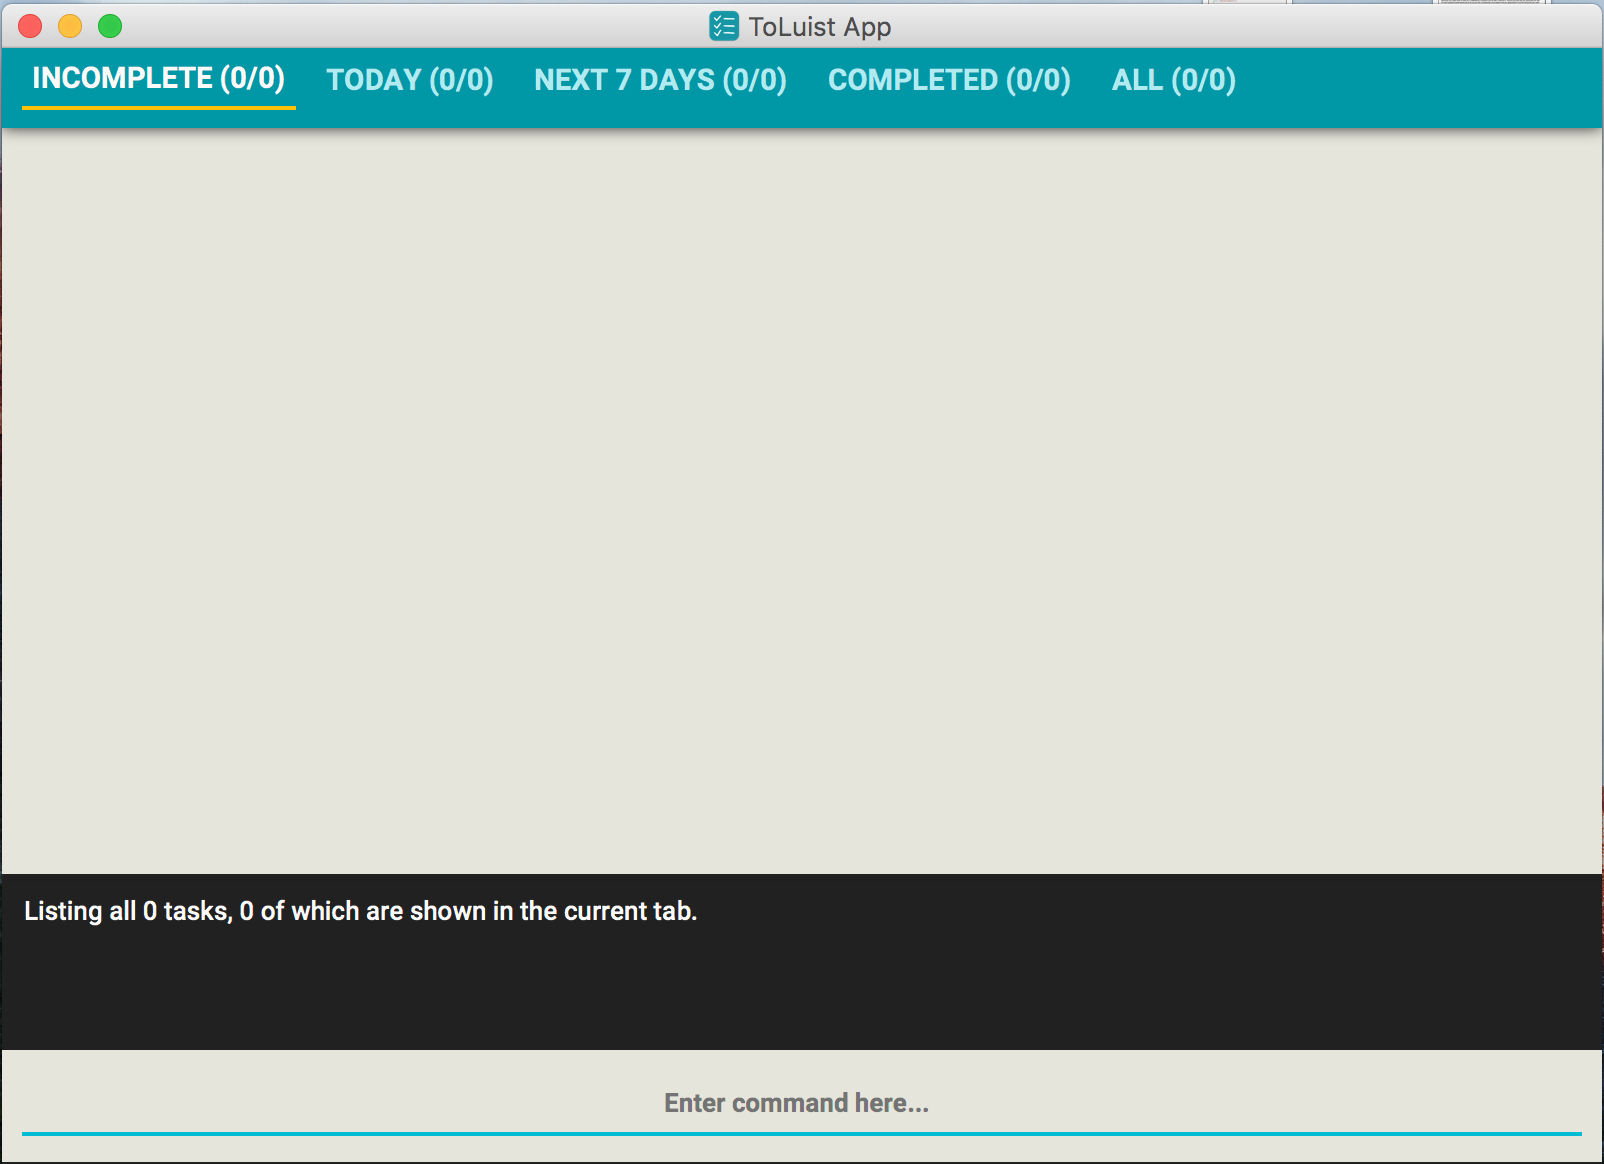 ToLuist App
INCOMPLETE (0/0) TODAY (0/0) NEXT 7 DAYS (0/0) COMPLETED (0/0) ALL (0/0)
Listing all 0 tasks, 0 of which are shown in the current tab.
Enter command here...